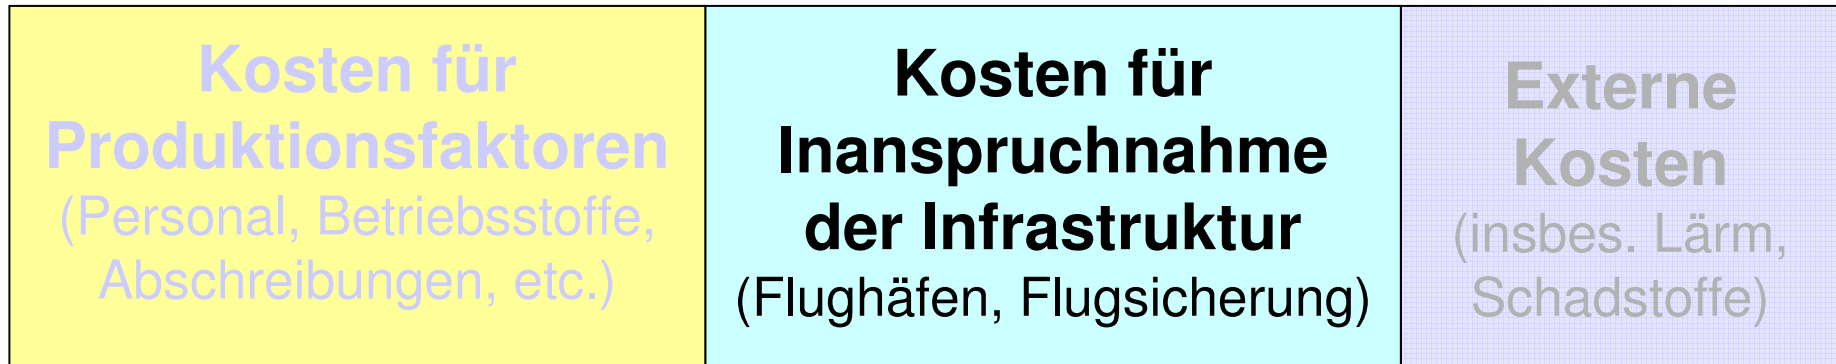 Kosten für
Produktionsfaktoren
(Personal, Betriebsstoffe,
Abschreibungen, etc.)
Kosten für
Inanspruchnahme
der Infrastruktur
(Flughäfen, Flugsicherung)
Externe
Kosten
(insbes. Lärm,
Schadstoffe)